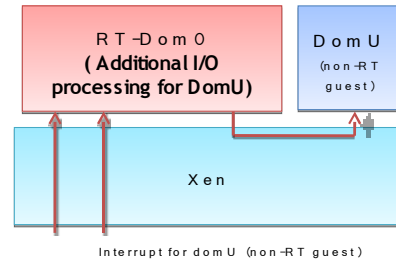 RT-Dom0
( Additional I/O
processing for DomU)
DomU
(non-RT
guest)
Xen
Interrupt for domU (non-RT guest)